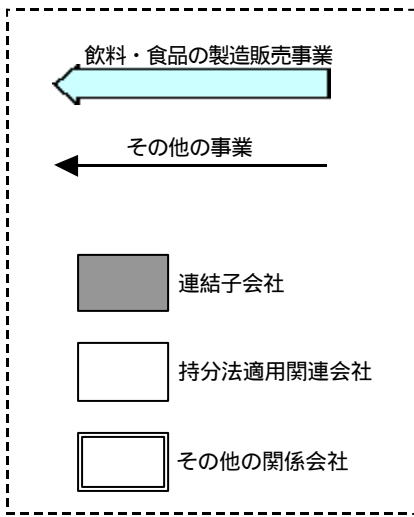 飲料・食品の製造販売事業
その他の事業
連結子会社
持分法適用関連会社
その他の関係会社